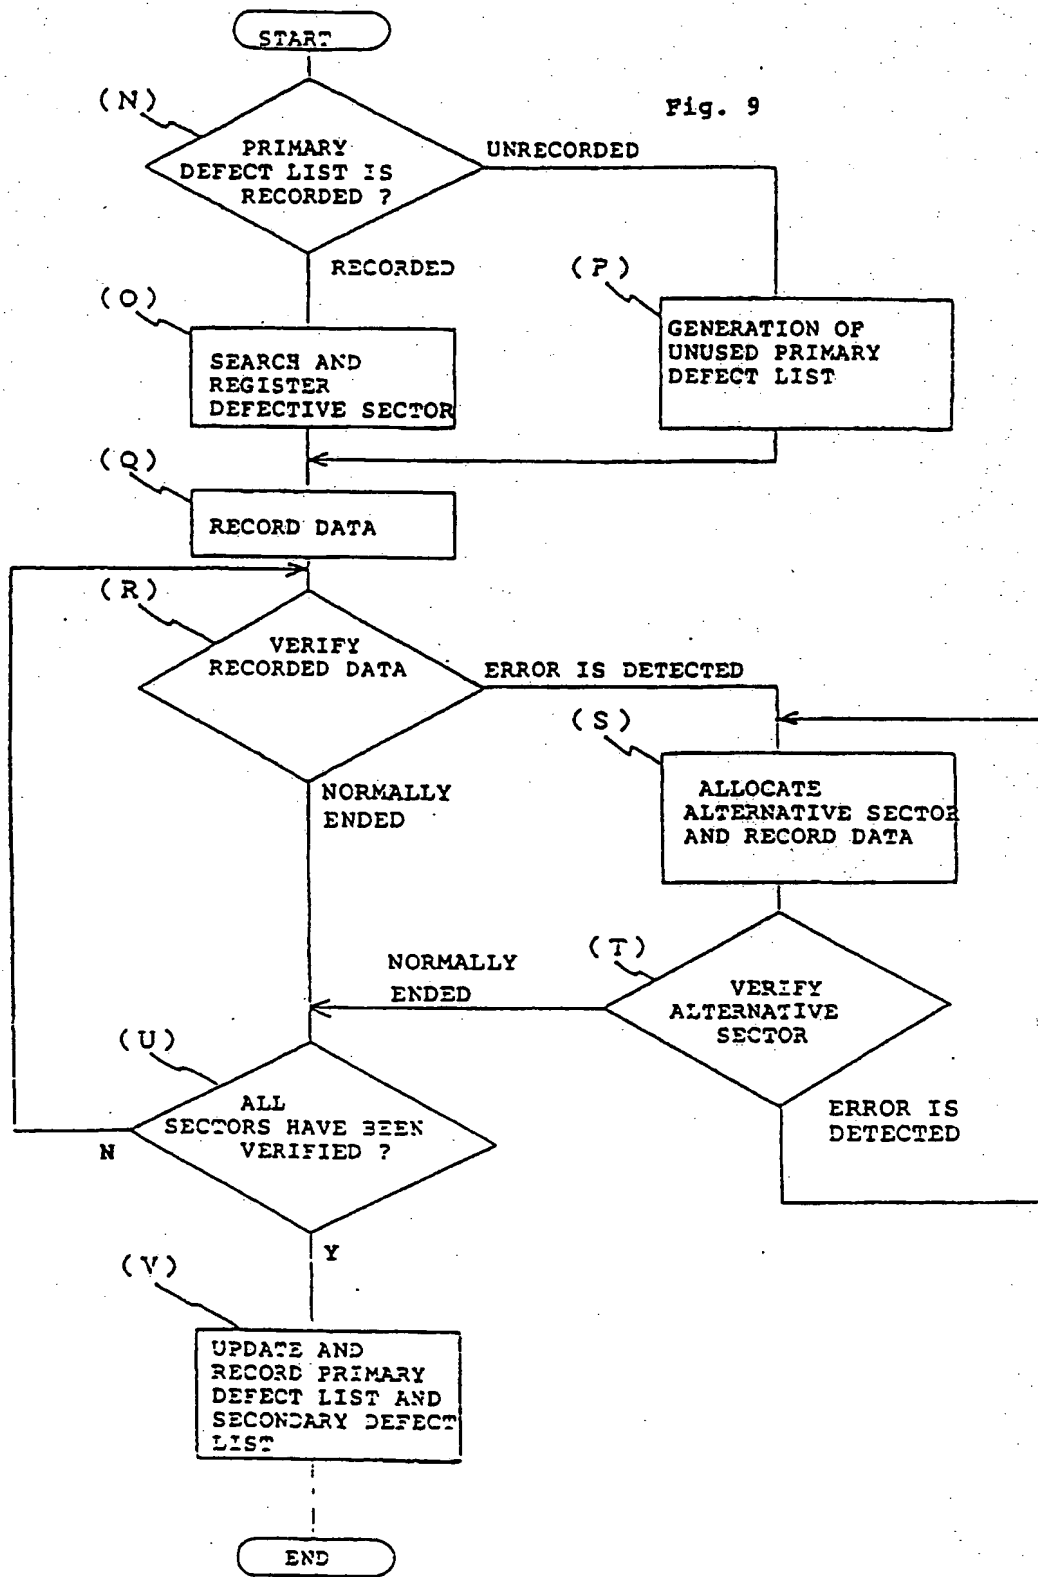 START
Fig. 9
(N)
PRIMARY
DEFECT LIST IS
RECORDED ?
UNRECORDED
RECORDED
(O)
SEARCH AND
REGISTER
DEFECTIVE SECTOR
(P)
GENERATION OF
UNUSED PRIMARY
DEFECT LIST
(Q)
RECORD DATA
(R)
VERIFY
RECORDED DATA
ERROR IS DETECTED
NORMALLY
ENDED
(S)
ALLOCATE
ALTERNATIVE SECTOR
AND RECORD DATA
(T)
VERIFY
ALTERNATIVE
SECTOR
NORMALLY
ENDED
ERROR IS
DETECTED
(U)
ALL
SECTORS HAVE BEEN
VERIFIED ?
N
Y
(V)
UPDATE AND
RECORD PRIMARY
DEFECT LIST AND
SECONDARY DEFECT
LIST
END